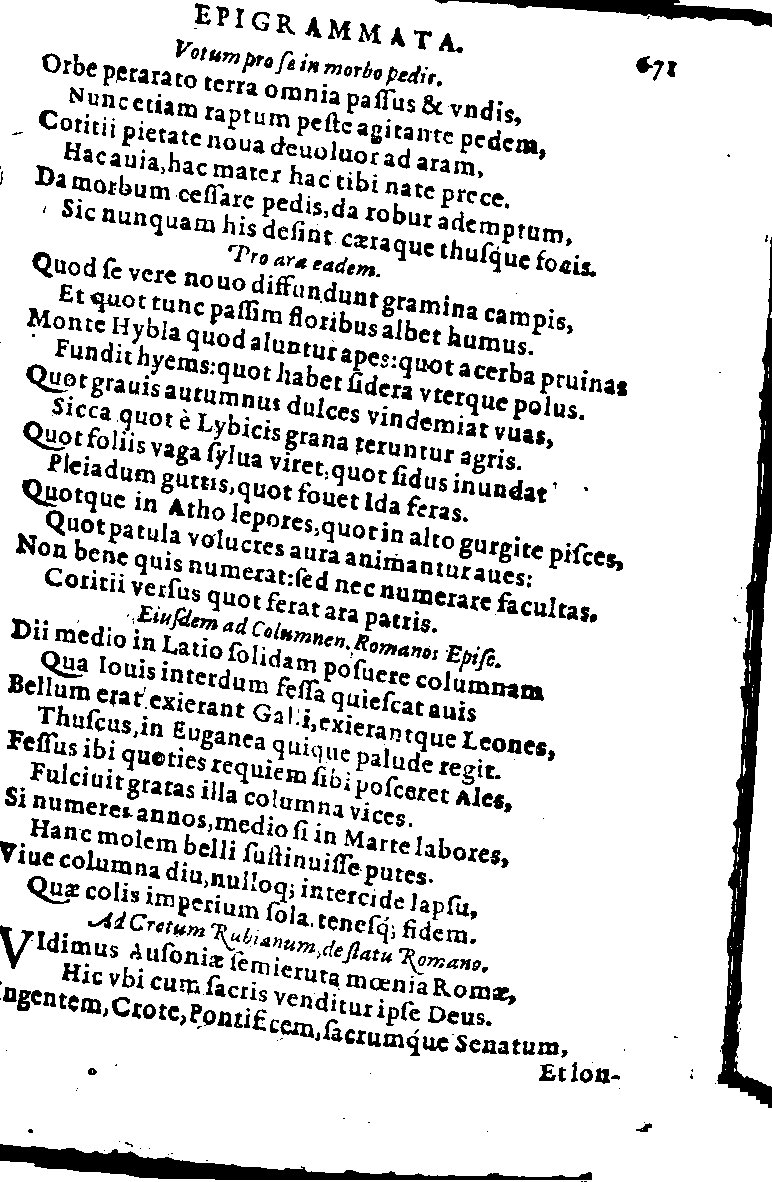 EPIGRAMMATA. 671
Votum pro ſe in morbo pedis.
Orbe perarato terra omnia paſſus & vndis,
Nunc etiam raptum peſte agitante pedem,
Coritii pietate noua deuoluor ad aram,
Hac auia, hac mater hac tibi nate prece.
Da morbum ceſſare pedis, da robur ademptum,
Sic nunquam his deſint cæraque thuſq́ue focis.
Pro ara eadem.
Quod ſe vere nouo diffundunt gramina campis,
Et quot tunc paſſim floribus albet humus.
Monte Hybla quod aluntur apes: quot acerba pruinas
Fundit hyems: quot habet ſidera vterque polus.
Quot grauis autumnus dulces vindemiat vuas,
Sicca quot è Lybicis grana teruntur agris.
Quot foliis vaga ſylua viret, quot ſidus inundat
Pleiadum guttis, quot fouet Ida feras.
Quotque in Atho lepores, quot in alto gurgite piſces,
Quot patula volucres aura animantur aues:
Non bene quis numerat: ſed nec numerare facultas.
Coritii verſus quot ferat ara patris.
Eiuſdem ad Columnen. Romanos Epiſc.
Dii medio in Latio ſolidam poſuere columnam
Qua Iouis interdum feſſa quieſcat auis
Bellum erat, exierant Galli, exierantque Leones,
Thuſcus, in Euganea quique palude regit.
Feſſus ibi quoties requiem ſibi poſceret Ales,
Fulciuit gratas illa columna vices.
Si numeres annos, medio ſi in Marte labores,
Hanc molem belli ſuſtinuiſſe putes.
Viue columna diu, nulloq; intercide lapſu,
Quæ colis imperium ſola tenesq́; fidem.
Ad Crotum Rubianum, de ſtatu Romano.
VIdimus Auſoniæ ſemieruta mœnia Romæ,
Hic vbi cum ſacris venditur ipſe Deus.
Ingentem, Crote, Pontificem, ſacrumq́ue Senatum,
Et lon-